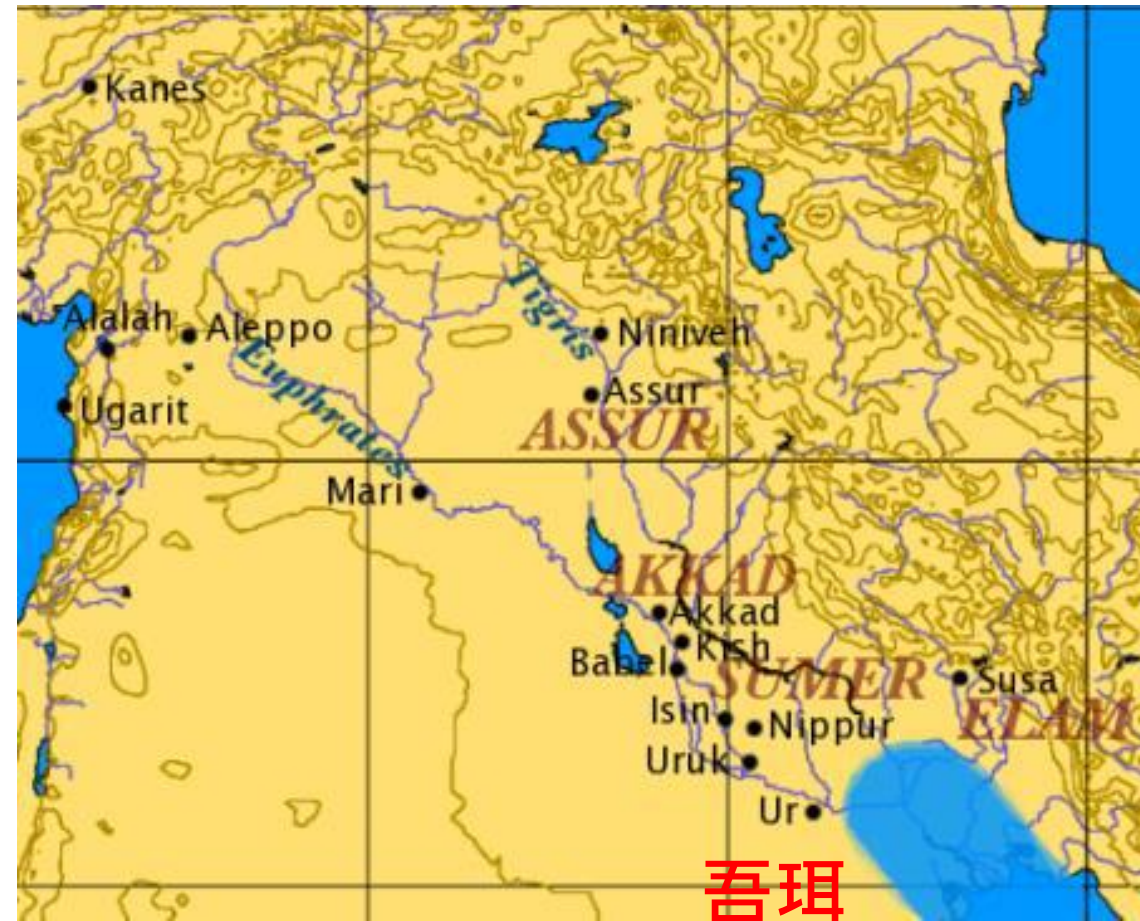 Kanes
Alalah
Aleppo
Tigris
Niniveh
Euphrates
Assur
Ugarit
ASSUR
Mari
AKKAD
Akkad
Kish
Babel
SUMER
Susa
Isin
Nippur
ELAM
Uruk
Ur
吾珥